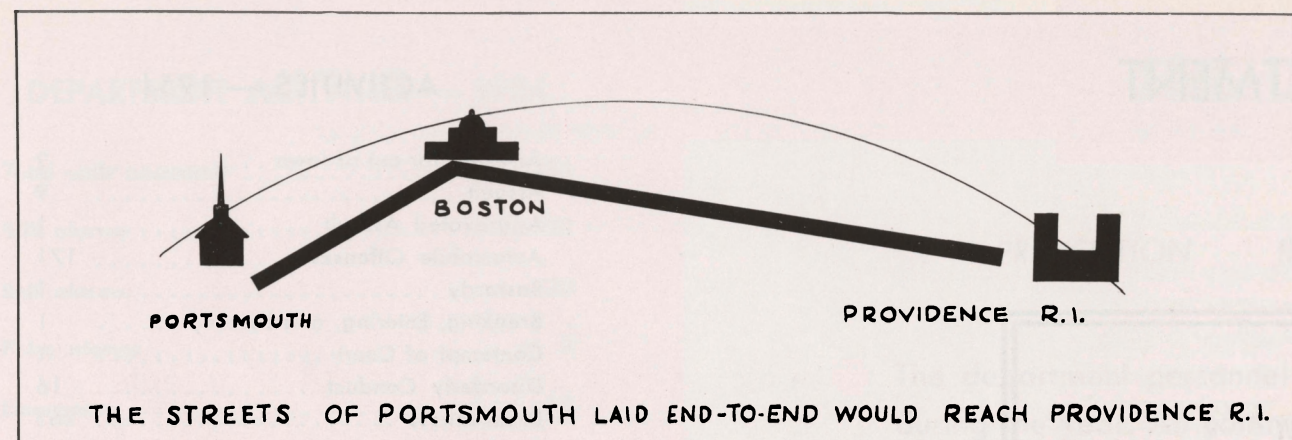 BOSTON
PORTSMOUTH
PROVIDENCE R.I.
THE STREETS OF PORTSMOUTH LAID END-TO-END WOULD REACH PROVIDENCE R.I.